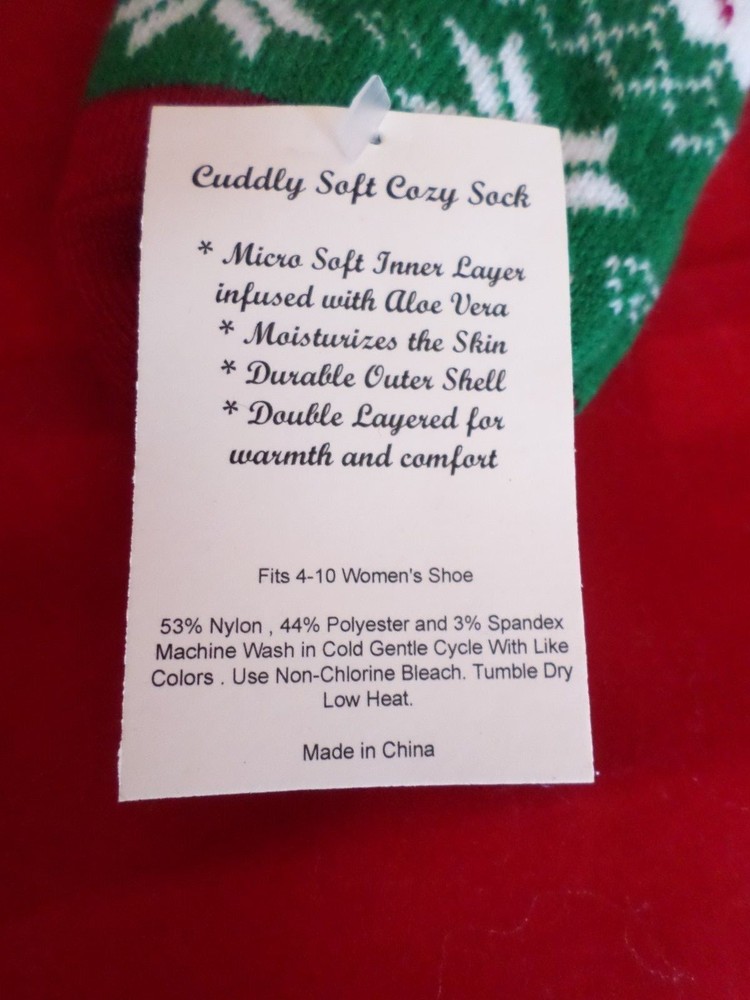 Cuddly Soft Cozy Sock
* Micro Soft Inner Layer
infused with Aloe Vera
* Moisturizes the Skin
* Durable Outer Shell
* Double Layered for
warmth and comfort
Fits 4-10 Women's Shoe
53% Nylon , 44% Polyester and 3% Spandex
Machine Wash in Cold Gentle Cycle With Like
Colors . Use Non-Chlorine Bleach. Tumble Dry
Low Heat.
Made in China